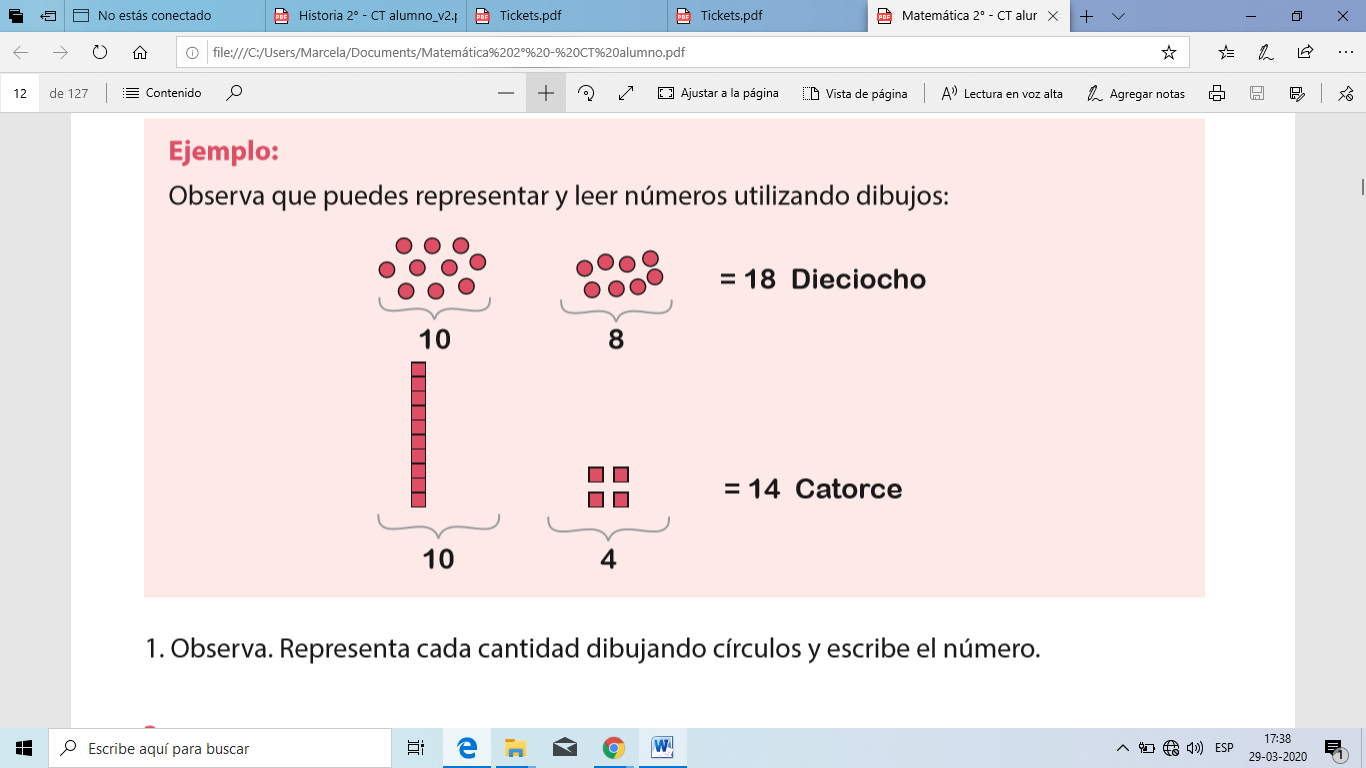 No estás conectado
Historia 2° - CT alumno_v2.p
Tickets.pdf
Tickets.pdf
Matemática 2° - CT alur
file:///C:/Users/Marcela/Documents/Matemática%202°%20-%20CT%20alumno.pdf
12 de 127 Contenido Ajustar a la página Vista de página Lectura en voz alta Agregar notas
Ejemplo:
Observa que puedes representar y leer números utilizando dibujos:
= 18 Dieciocho
10 8
= 14 Catorce
10 4
1. Observa. Representa cada cantidad dibujando círculos y escribe el número.
Escribe aquí para buscar
ESP
17:38
29-03-2020
1